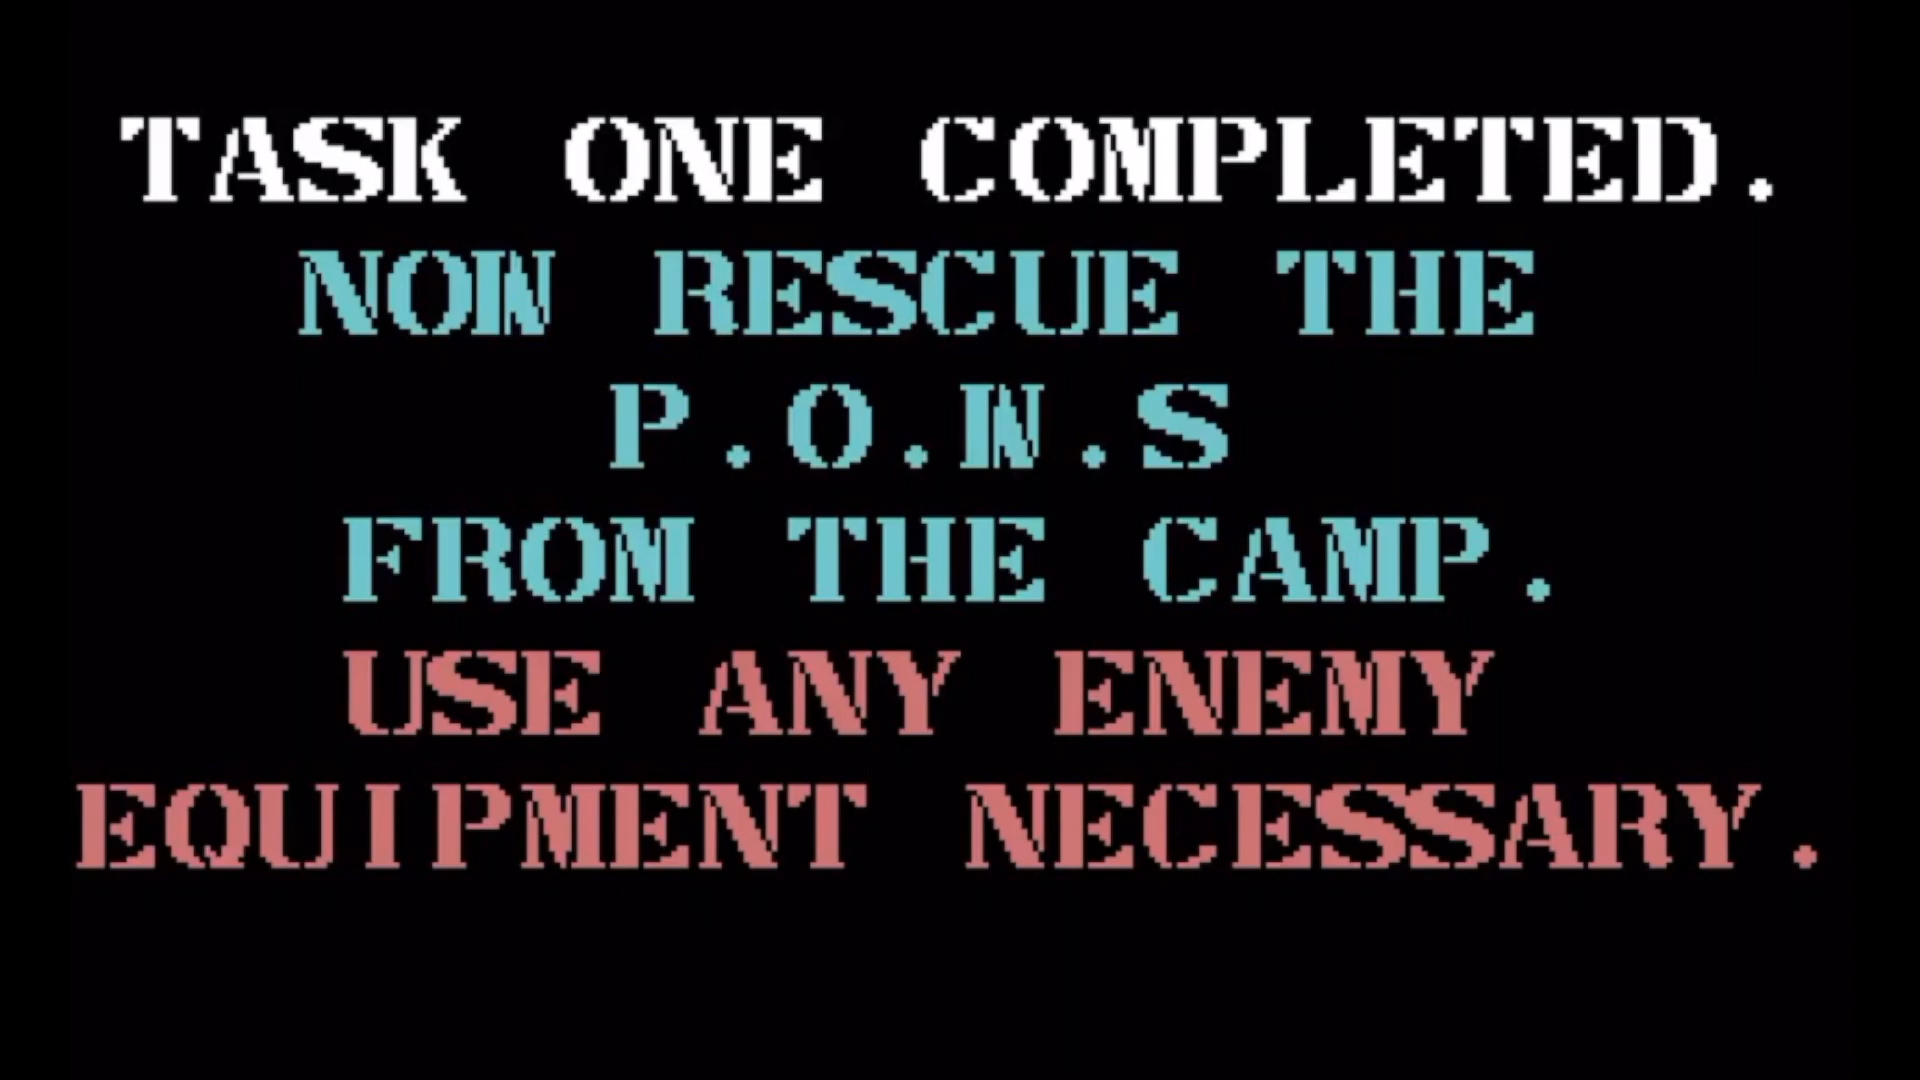 TASK ONE COMPLETED.
NOW RESCUE THE
P.O.W.S
FROM THE CAMP.
USE ANY ENEMY
EQUIPMENT NECESSARY.